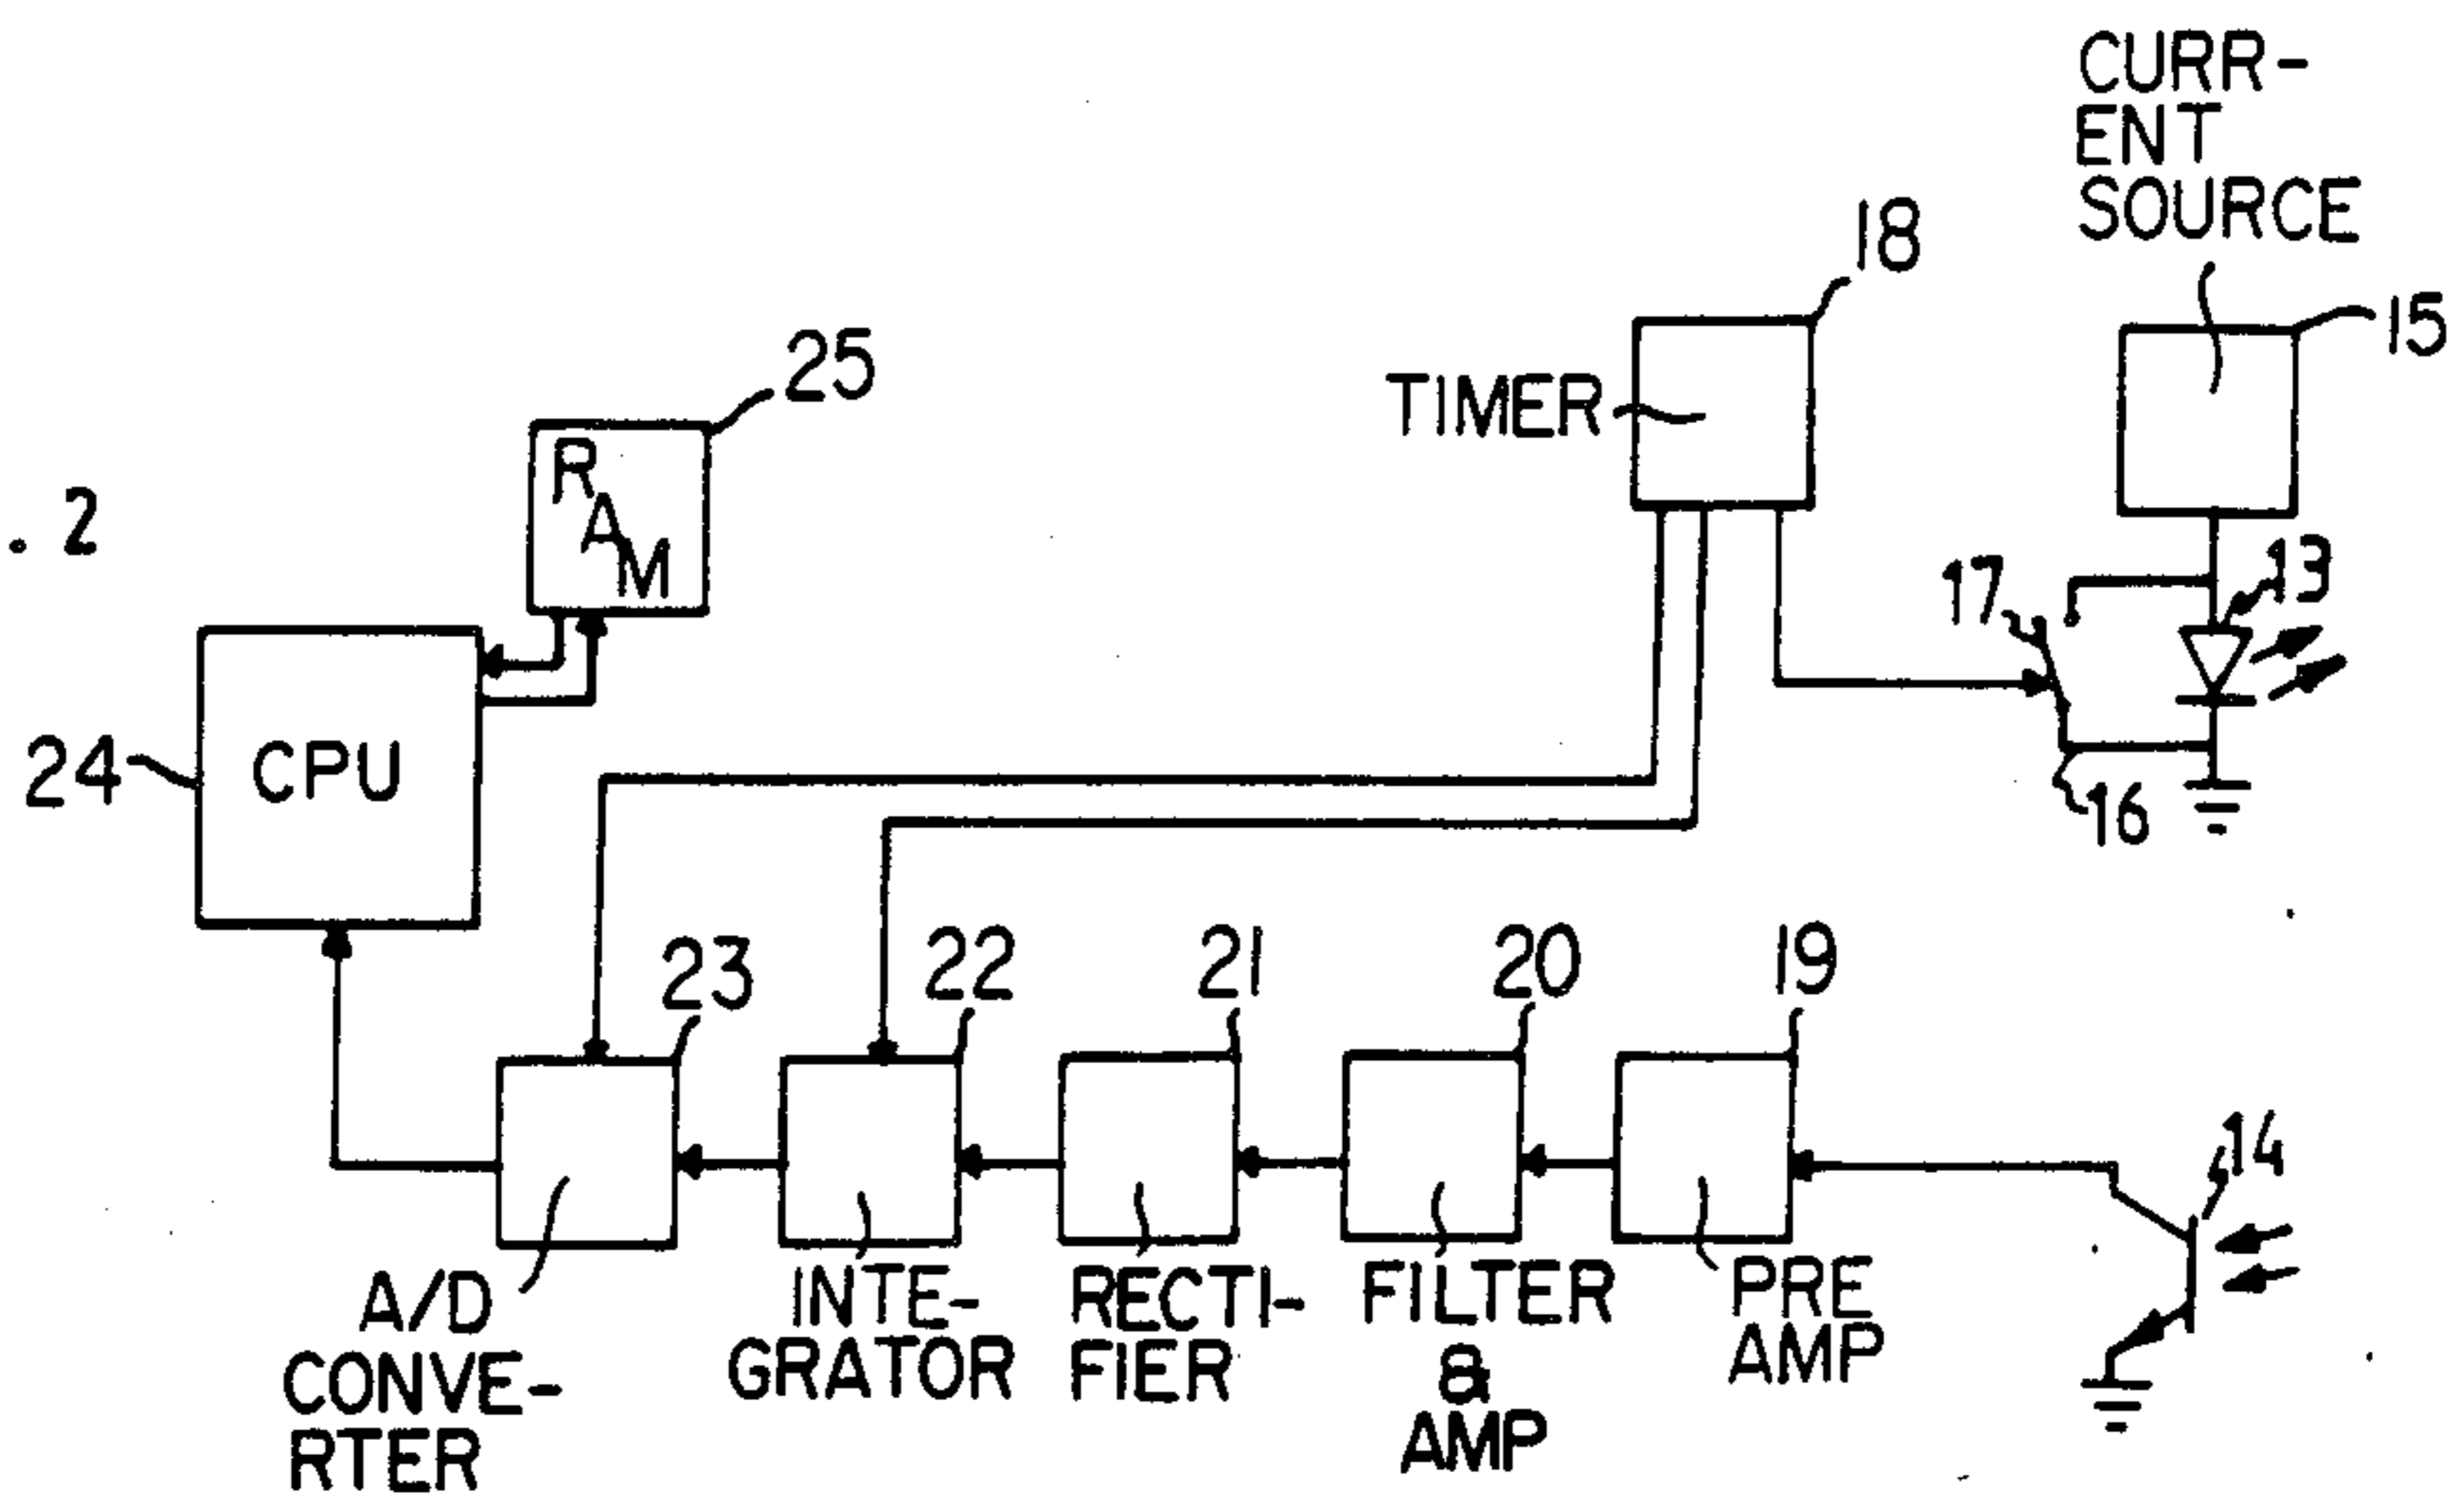 CURR-
ENT
SOURCE
18
15
TIMER
25
RAM
. 2
17
13
CPU
24
16
23
22
21
20
19
14
A/D
CONVE-
RTER
INTE-
GRATOR
RECTI-
FIER
FILTER
&
AMP
PRE
AMP